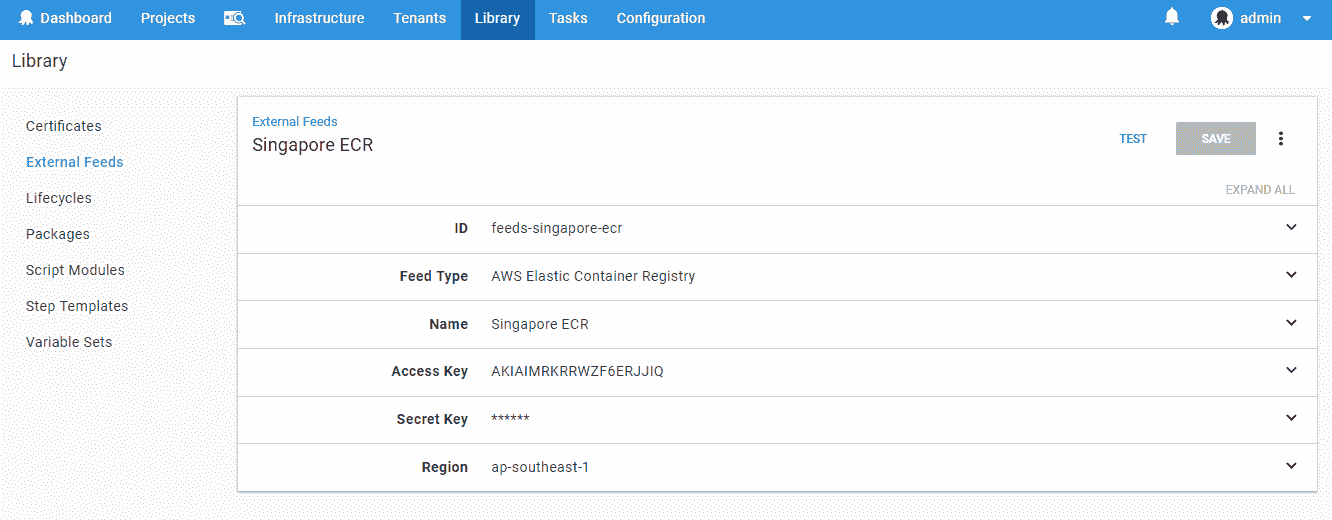 Dashboard Projects Infrastructure Tenants Library Tasks Configuration admin
Library
Certificates
External Feeds
Lifecycles
Packages
Script Modules
Step Templates
Variable Sets
External Feeds
Singapore ECR
TEST SAVE
EXPAND ALL
ID feeds-singapore-ecr
Feed Type AWS Elastic Container Registry
Name Singapore ECR
Access Key AKIAIMRKRRWZF6ERJJIQ
Secret Key ******
Region ap-southeast-1